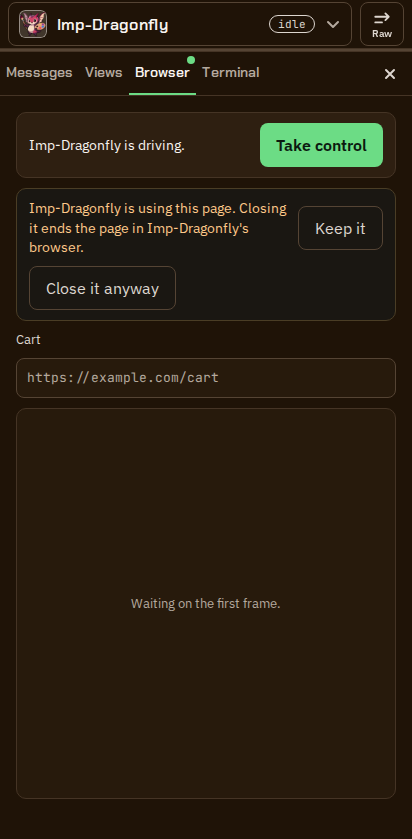 Imp-Dragonfly
idle
Raw
Messages Views Browser Terminal
Imp-Dragonfly is driving.
Take control
Imp-Dragonfly is using this page. Closing
it ends the page in Imp-Dragonfly's
browser.
Keep it
Close it anyway
Cart
https://example.com/cart
Waiting on the first frame.